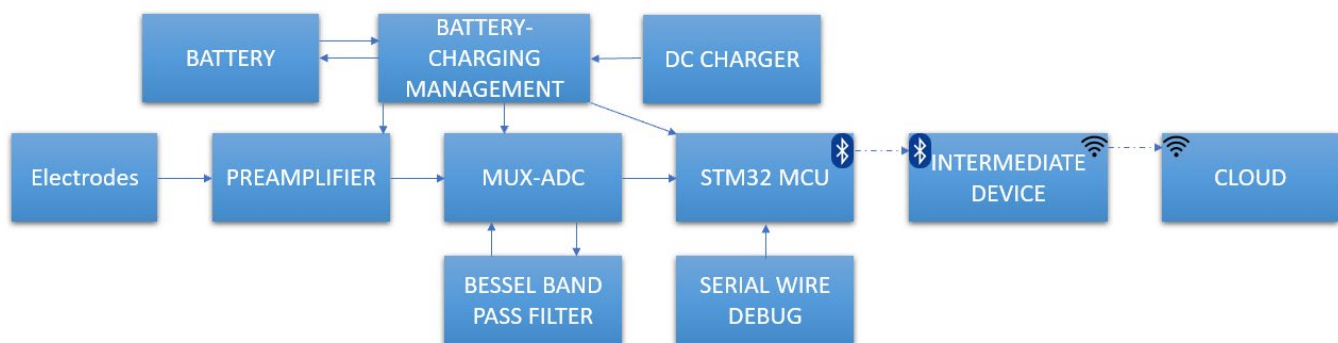 BATTERY
BATTERY-
CHARGING
MANAGEMENT
DC CHARGER
Electrodes
PREAMPLIFIER
MUX-ADC
STM32 MCU
INTERMEDIATE
DEVICE
CLOUD
BESSEL BAND
PASS FILTER
SERIAL WIRE
DEBUG